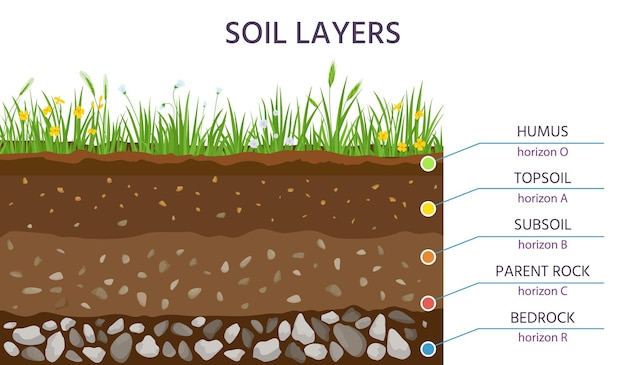 SOIL LAYERS
HUMUS
horizon O
TOPSOIL
horizon A
SUBSOIL
horizon B
PARENT ROCK
horizon C
BEDROCK
horizon R